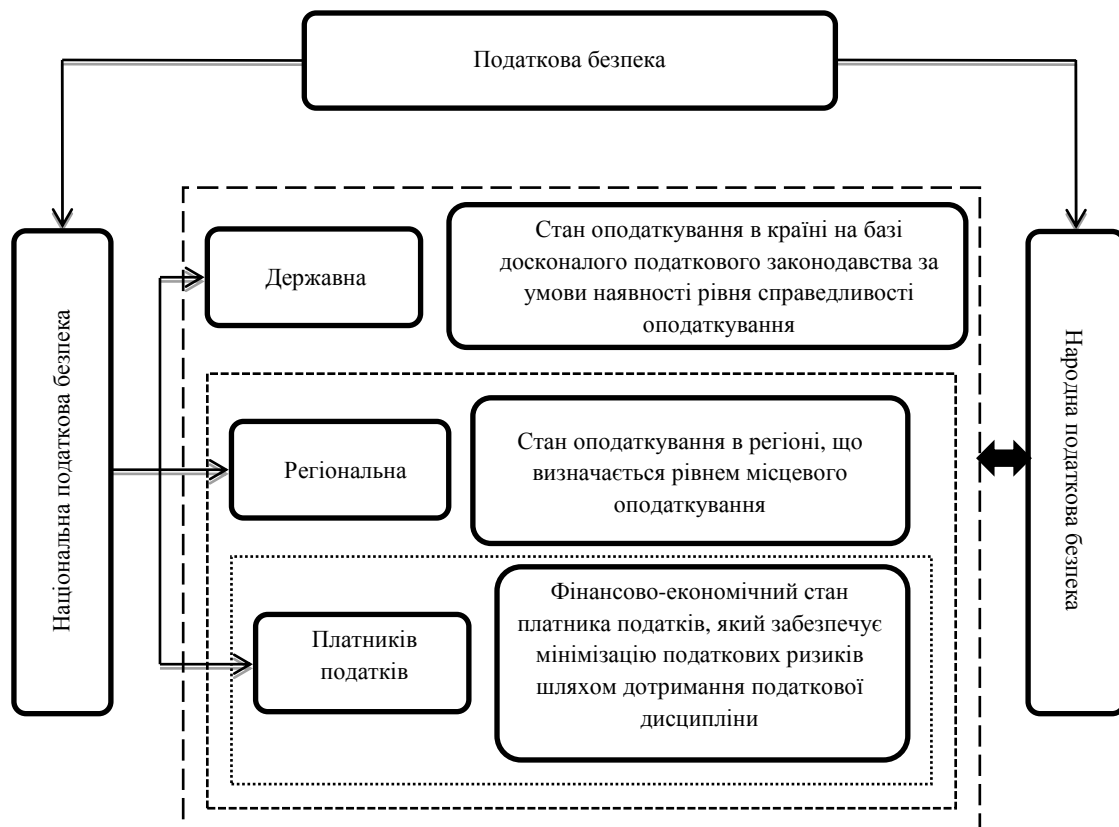 Податкова безпека
Національна податкова безпека
Державна
Стан оподаткування в країні на базі
досконалого податкового законодавства за
умови наявності рівня справедливості
оподаткування
Регіональна
Стан оподаткування в регіоні, що
визначається рівнем місцевого
оподаткування
Платників
податків
Фінансово-економічний стан
платника податків, який забезпечує
мінімізацію податкових ризиків
шляхом дотримання податкової
дисципліни
Народна податкова безпека